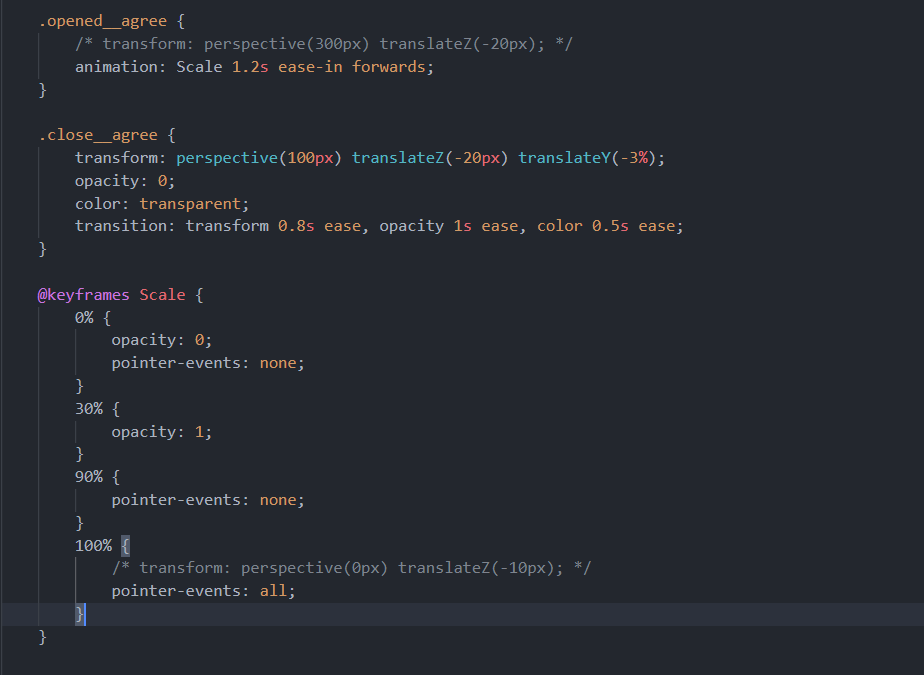 .opened__agree {
/* transform: perspective(300px) translateZ(-20px); */
animation: Scale 1.2s ease-in forwards;
}
.close__agree {
transform: perspective(100px) translateZ(-20px) translateY(-3%);
opacity: 0;
color: transparent;
transition: transform 0.8s ease, opacity 1s ease, color 0.5s ease;
}
@keyframes Scale {
0% {
opacity: 0;
pointer-events: none;
}
30% {
opacity: 1;
}
90% {
pointer-events: none;
}
100% {
/* transform: perspective(0px) translateZ(-10px); */
pointer-events: all;
}
}